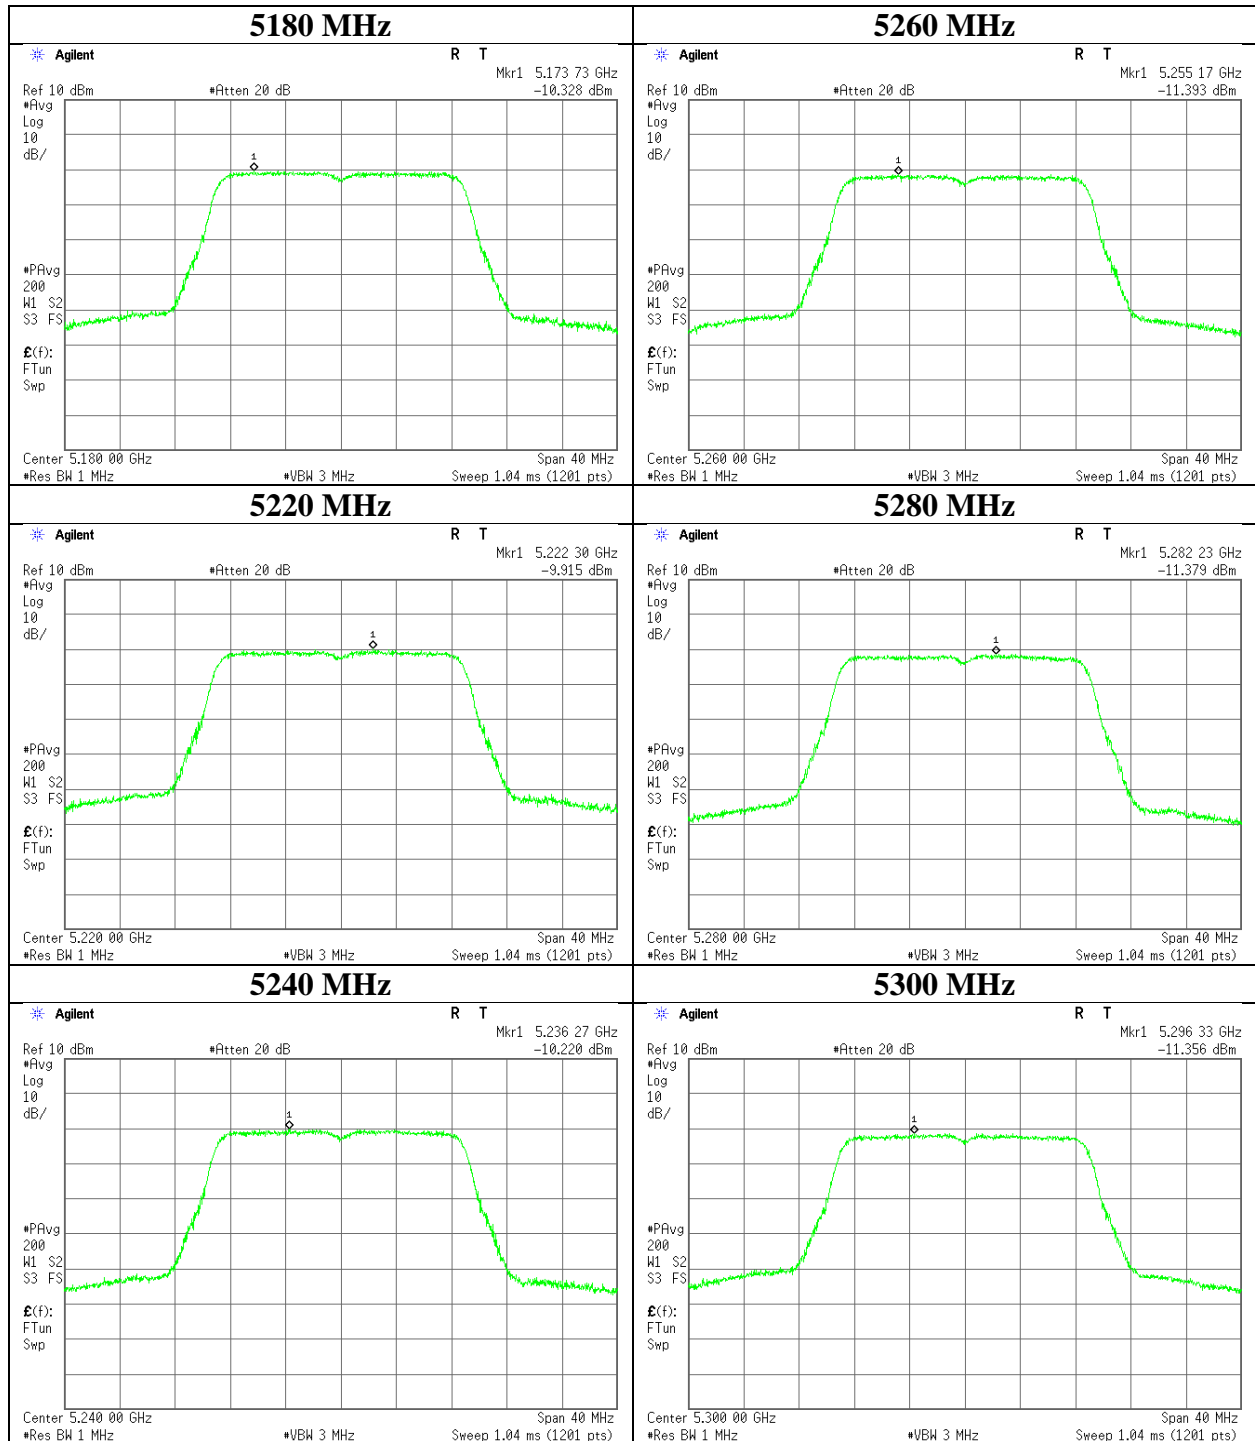 5180 MHz
Agilent
R T
Mkr1 5.173 73 GHz
Ref 10 dBm #Atten 20 dB -10.328 dBm
#Avg
Log
10
dB/
1
#PAvg
200
W1 S2
S3 FS
£(f):
FTun
Swp
Center 5.180 00 GHz Span 40 MHz
#Res BW 1 MHz #VBW 3 MHz Sweep 1.04 ms (1201 pts)
5260 MHz
Agilent
R T
Mkr1 5.255 17 GHz
Ref 10 dBm #Atten 20 dB -11.393 dBm
#Avg
Log
10
dB/
1
#PAvg
200
W1 S2
S3 FS
£(f):
FTun
Swp
Center 5.260 00 GHz Span 40 MHz
#Res BW 1 MHz #VBW 3 MHz Sweep 1.04 ms (1201 pts)
5220 MHz
Agilent
R T
Mkr1 5.222 30 GHz
Ref 10 dBm #Atten 20 dB -9.915 dBm
#Avg
Log
10
dB/
1
#PAvg
200
W1 S2
S3 FS
£(f):
FTun
Swp
Center 5.220 00 GHz Span 40 MHz
#Res BW 1 MHz #VBW 3 MHz Sweep 1.04 ms (1201 pts)
5280 MHz
Agilent
R T
Mkr1 5.282 23 GHz
Ref 10 dBm #Atten 20 dB -11.379 dBm
#Avg
Log
10
dB/
1
#PAvg
200
W1 S2
S3 FS
£(f):
FTun
Swp
Center 5.280 00 GHz Span 40 MHz
#Res BW 1 MHz #VBW 3 MHz Sweep 1.04 ms (1201 pts)
5240 MHz
Agilent
R T
Mkr1 5.236 27 GHz
Ref 10 dBm #Atten 20 dB -10.220 dBm
#Avg
Log
10
dB/
1
#PAvg
200
W1 S2
S3 FS
£(f):
FTun
Swp
Center 5.240 00 GHz Span 40 MHz
#Res BW 1 MHz #VBW 3 MHz Sweep 1.04 ms (1201 pts)
5300 MHz
Agilent
R T
Mkr1 5.296 33 GHz
Ref 10 dBm #Atten 20 dB -11.356 dBm
#Avg
Log
10
dB/
1
#PAvg
200
W1 S2
S3 FS
£(f):
FTun
Swp
Center 5.300 00 GHz Span 40 MHz
#Res BW 1 MHz #VBW 3 MHz Sweep 1.04 ms (1201 pts)